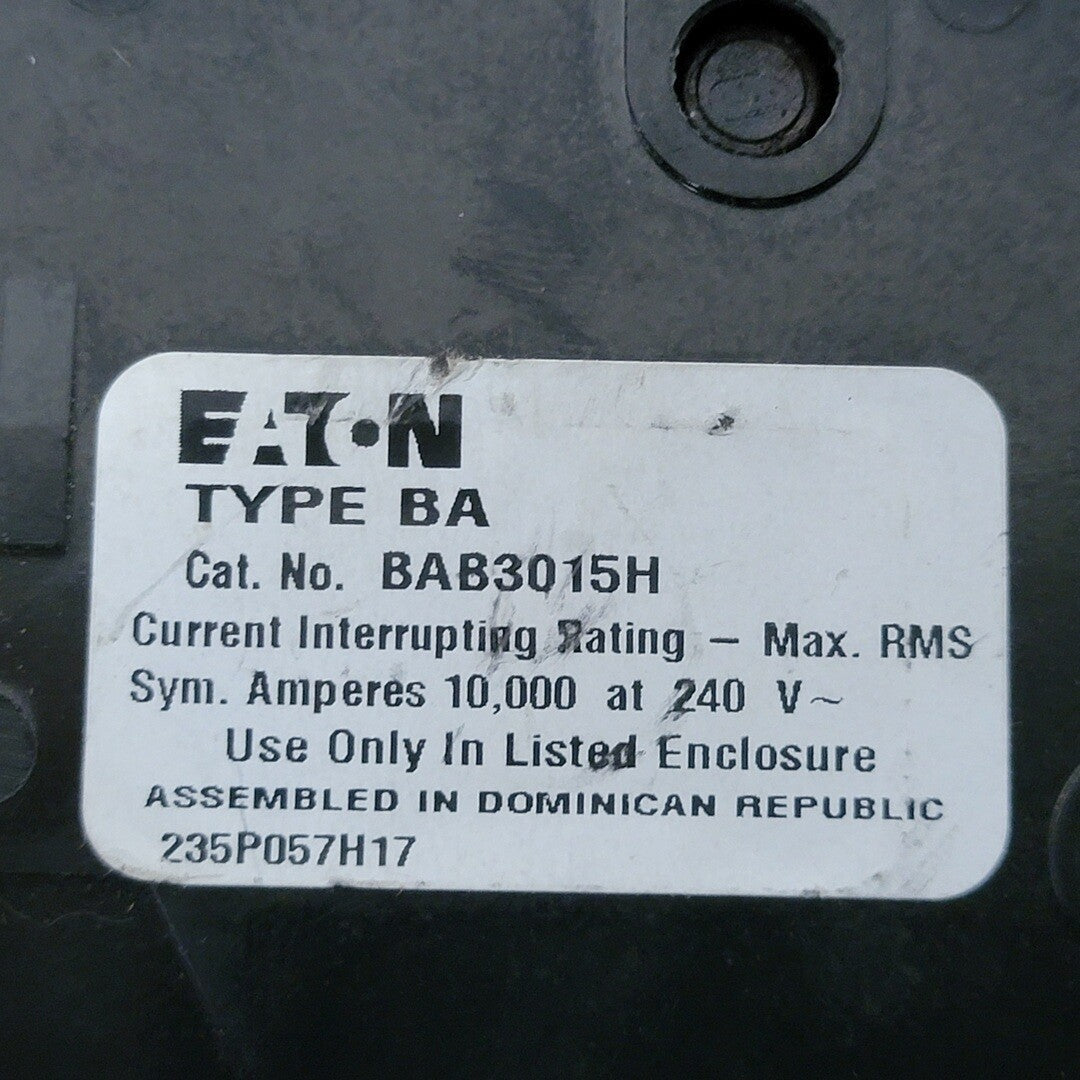 EATON
TYPE BA
Cat. No. BAB3015H
Current Interrupting Rating – Max. RMS
Sym. Amperes 10,000 at 240 V~
Use Only In Listed Enclosure
ASSEMBLED IN DOMINICAN REPUBLIC
235P057H17